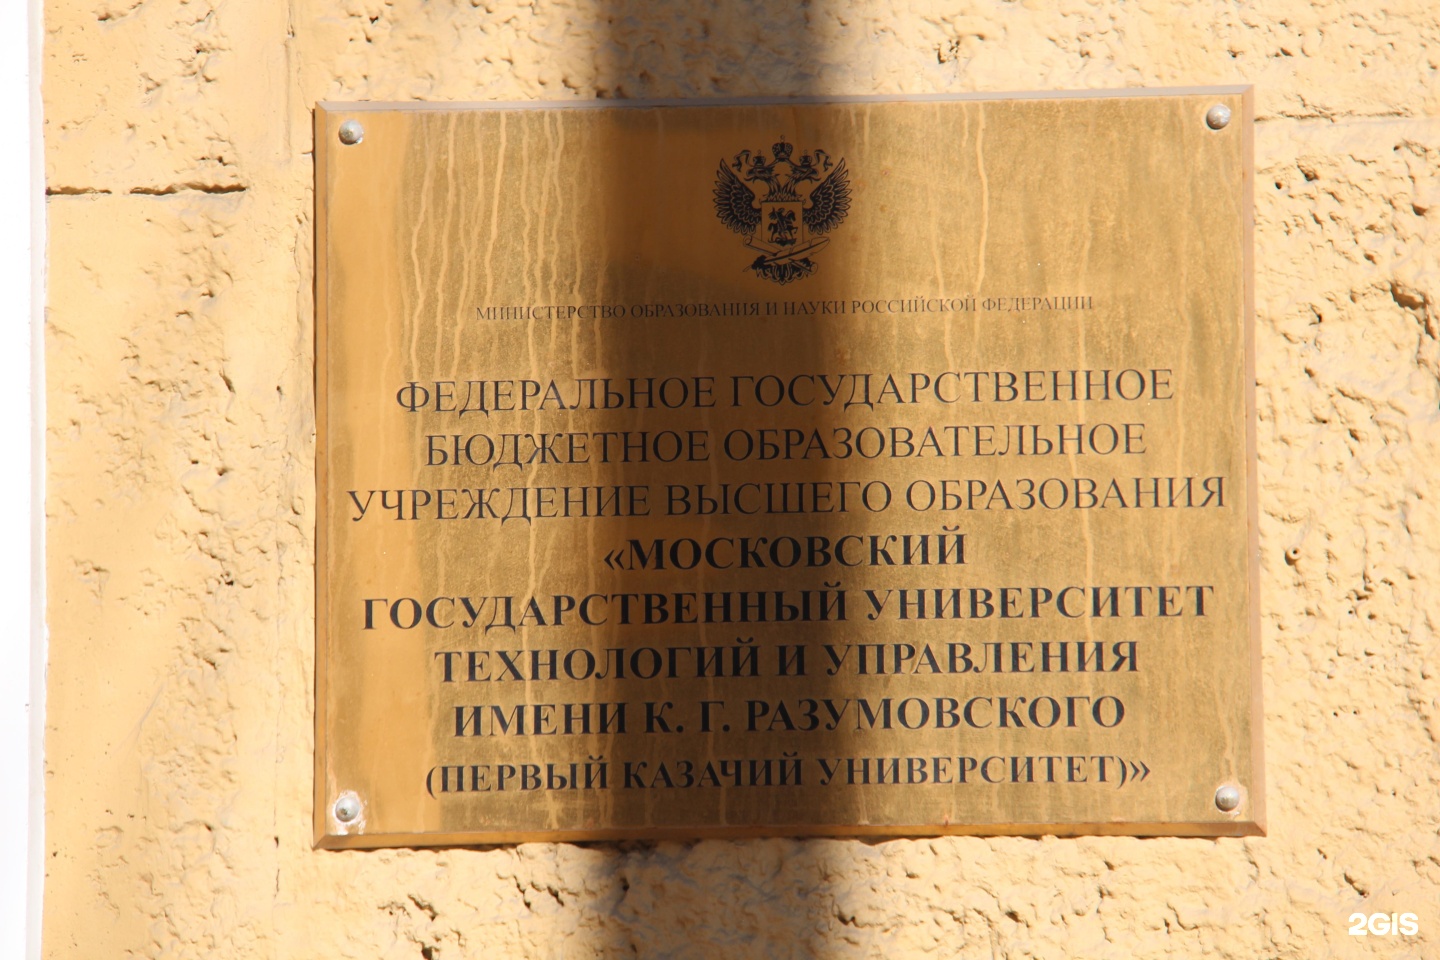 МИНИСТЕРСТВО ОБРАЗОВАНИЯ И НАУКИ РОССИЙСКОЙ ФЕДЕРАЦИИ
ФЕДЕРАЛЬНОЕ ГОСУДАРСТВЕННОЕ
БЮДЖЕТНОЕ ОБРАЗОВАТЕЛЬНОЕ
УЧРЕЖДЕНИЕ ВЫСШЕГО ОБРАЗОВАНИЯ
«МОСКОВСКИЙ
ГОСУДАРСТВЕННЫЙ УНИВЕРСИТЕТ
ТЕХНОЛОГИЙ И УПРАВЛЕНИЯ
ИМЕНИ К. Г. РАЗУМОВСКОГО
(ПЕРВЫЙ КАЗАЧИЙ УНИВЕРСИТЕТ)»
2GIS